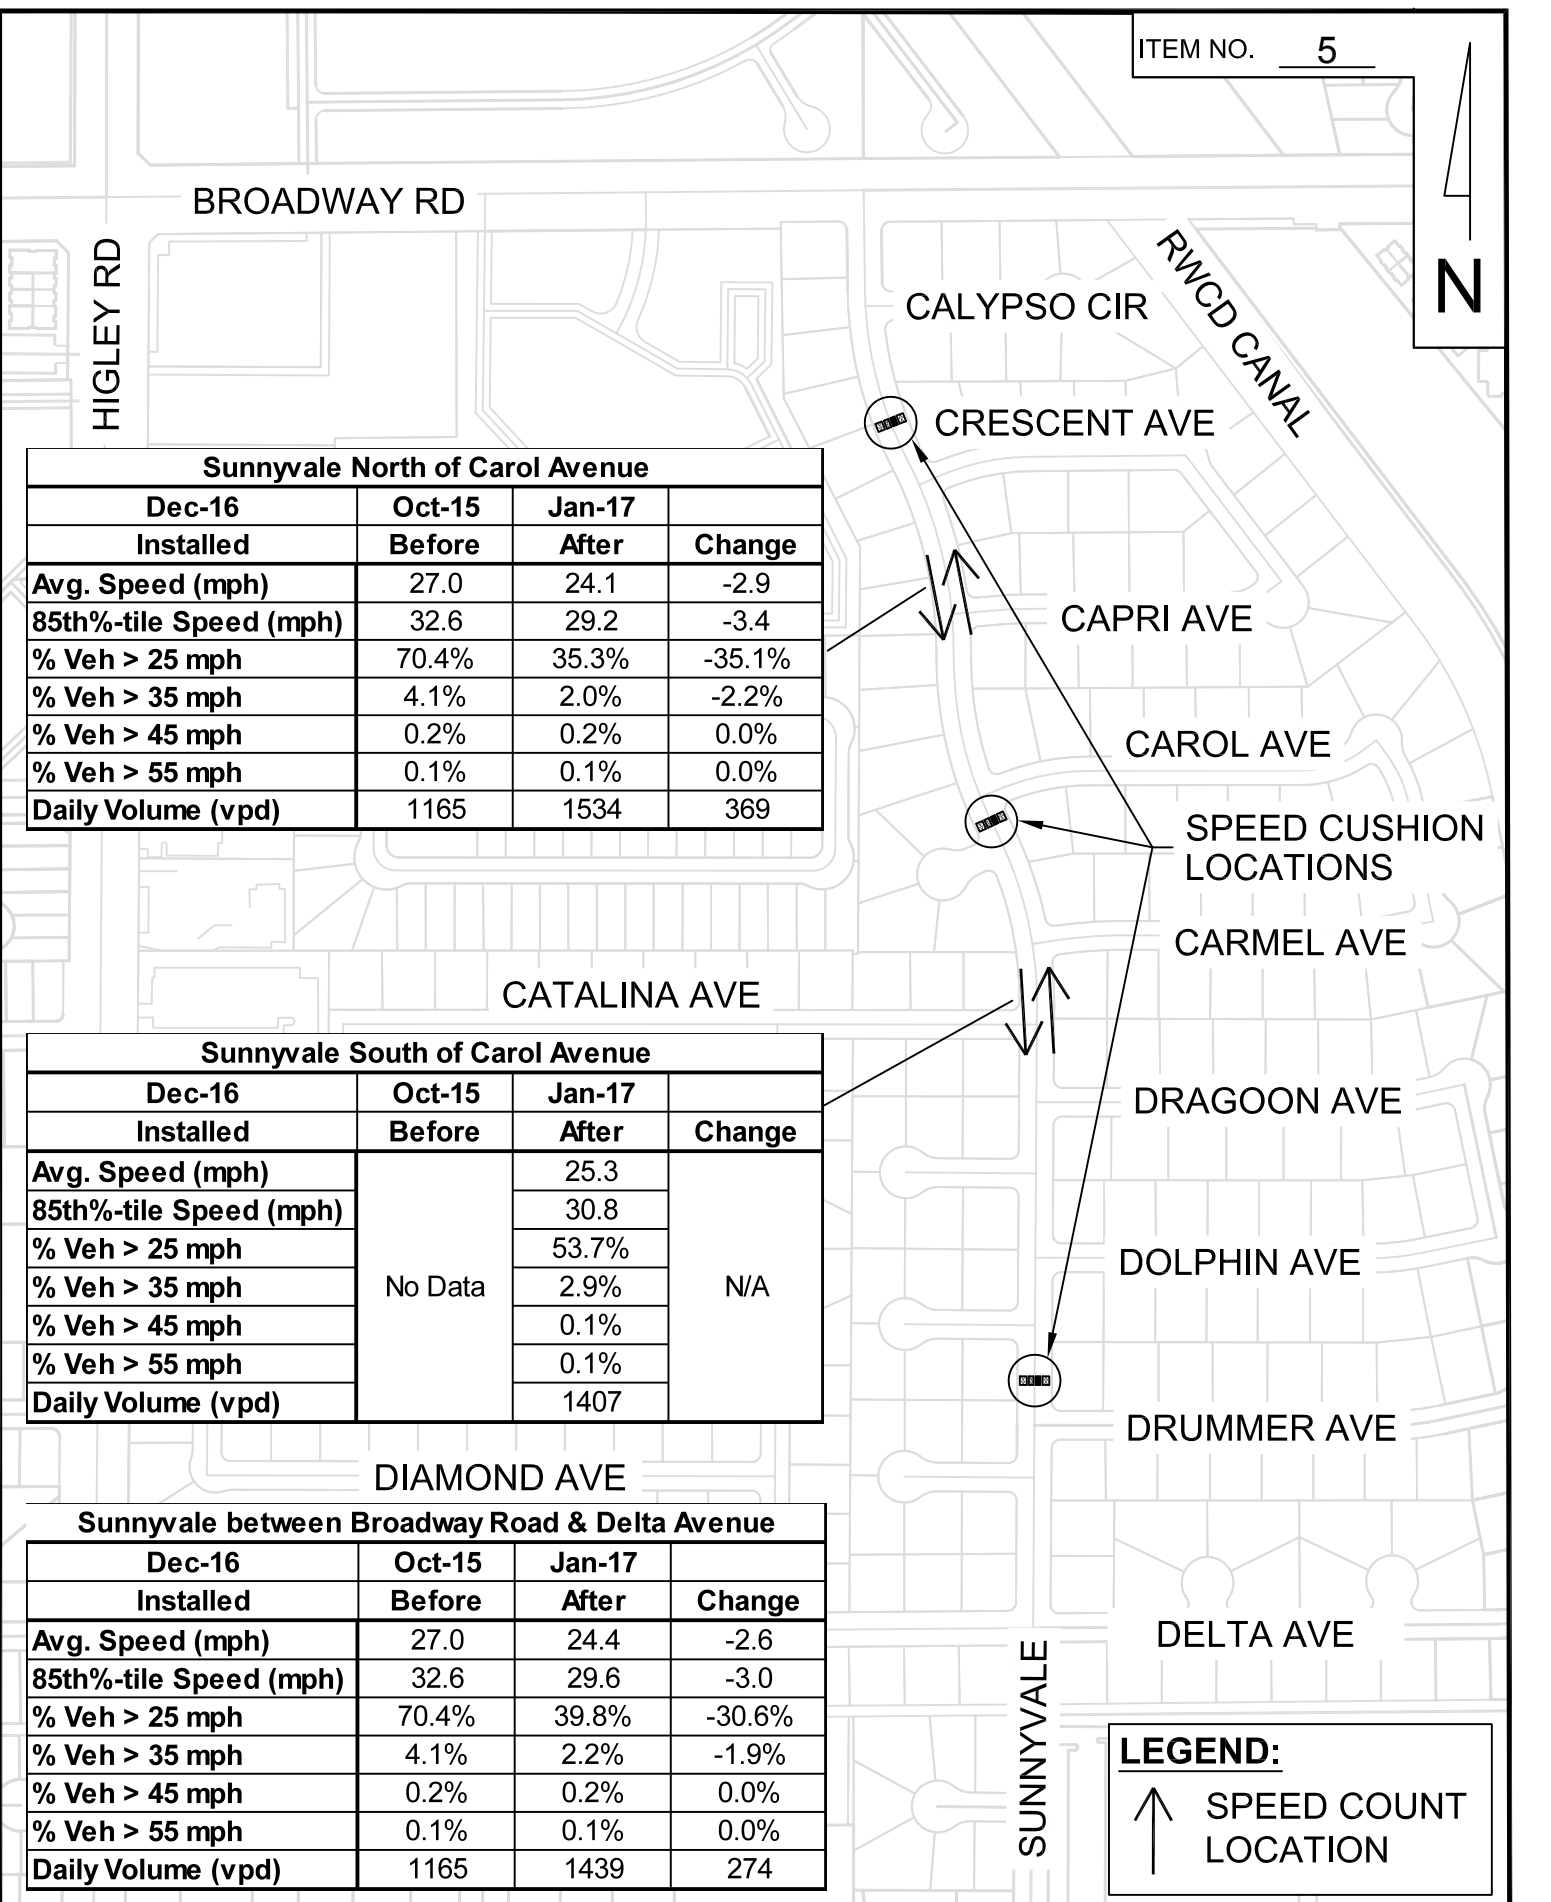 ITEM NO. 5
N
BROADWAY RD
HIGLEY RD
RWCD CANAL
CALYPSO CIR
CRESCENT AVE
CAPRI AVE
CAROL AVE
SPEED CUSHION
LOCATIONS
CARMEL AVE
CATALINA AVE
DRAGOON AVE
DOLPHIN AVE
DRUMMER AVE
DIAMOND AVE
DELTA AVE
SUNNYVALE
Sunnyvale North of Carol Avenue
Dec-16 Oct-15 Jan-17
Installed Before After Change
Avg. Speed (mph) 27.0 24.1 -2.9
85th%-tile Speed (mph) 32.6 29.2 -3.4
% Veh > 25 mph 70.4% 35.3% -35.1%
% Veh > 35 mph 4.1% 2.0% -2.2%
% Veh > 45 mph 0.2% 0.2% 0.0%
% Veh > 55 mph 0.1% 0.1% 0.0%
Daily Volume (vpd) 1165 1534 369
Sunnyvale South of Carol Avenue
Dec-16 Oct-15 Jan-17
Installed Before After Change
Avg. Speed (mph) 25.3
85th%-tile Speed (mph) 30.8
% Veh > 25 mph 53.7%
% Veh > 35 mph No Data 2.9% N/A
% Veh > 45 mph 0.1%
% Veh > 55 mph 0.1%
Daily Volume (vpd) 1407
Sunnyvale between Broadway Road & Delta Avenue
Dec-16 Oct-15 Jan-17
Installed Before After Change
Avg. Speed (mph) 27.0 24.4 -2.6
85th%-tile Speed (mph) 32.6 29.6 -3.0
% Veh > 25 mph 70.4% 39.8% -30.6%
% Veh > 35 mph 4.1% 2.2% -1.9%
% Veh > 45 mph 0.2% 0.2% 0.0%
% Veh > 55 mph 0.1% 0.1% 0.0%
Daily Volume (vpd) 1165 1439 274
LEGEND:
SPEED COUNT
LOCATION